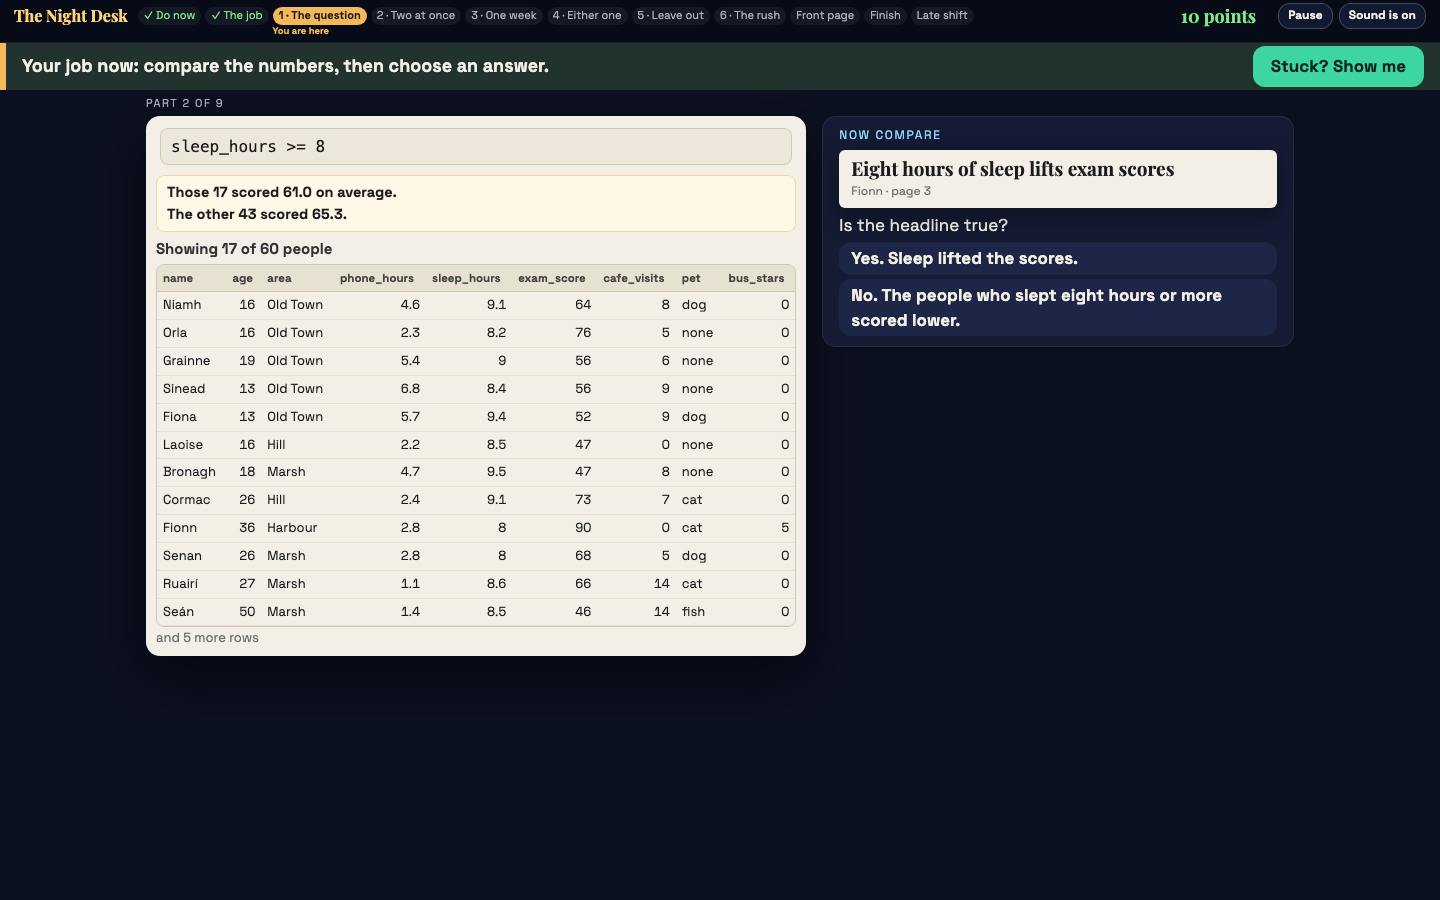 The Night Desk
✓ Do now
✓ The job
1 · The question
You are here
2 · Two at once
3 · One week
4 · Either one
5 · Leave out
6 · The rush
Front page
Finish
Late shift
10 points
Pause
Sound is on
Your job now: compare the numbers, then choose an answer.
Stuck? Show me
PART 2 OF 9
sleep_hours >= 8
Those 17 scored 61.0 on average.
The other 43 scored 65.3.
Showing 17 of 60 people
name age area phone_hours sleep_hours exam_score cafe_visits pet bus_stars
Niamh 16 Old Town 4.6 9.1 64 8 dog 0
Orla 16 Old Town 2.3 8.2 76 5 none 0
Grainne 19 Old Town 5.4 9 56 6 none 0
Sinead 13 Old Town 6.8 8.4 56 9 none 0
Fiona 13 Old Town 5.7 9.4 52 9 dog 0
Laoise 16 Hill 2.2 8.5 47 0 none 0
Bronagh 18 Marsh 4.7 9.5 47 8 none 0
Cormac 26 Hill 2.4 9.1 73 7 cat 0
Fionn 36 Harbour 2.8 8 90 0 cat 5
Senan 26 Marsh 2.8 8 68 5 dog 0
Ruairí 27 Marsh 1.1 8.6 66 14 cat 0
Seán 50 Marsh 1.4 8.5 46 14 fish 0
and 5 more rows
NOW COMPARE
Eight hours of sleep lifts exam scores
Fionn · page 3
Is the headline true?
Yes. Sleep lifted the scores.
No. The people who slept eight hours or more
scored lower.